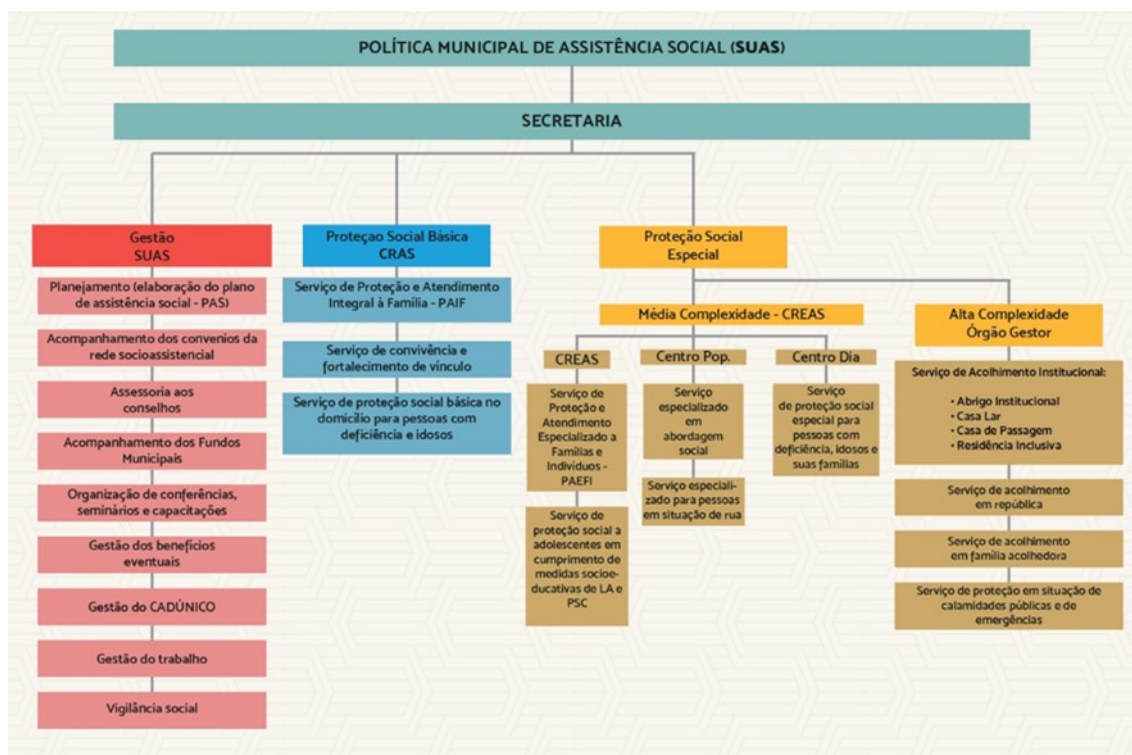 POLÍTICA MUNICIPAL DE ASSISTÊNCIA SOCIAL (SUAS)
SECRETARIA
Gestão
SUAS
Planejamento (elaboração do plano
de assistência social - PAS)
Acompanhamento dos convenios da
rede socioassistencial
Assessoria aos
conselhos
Acompanhamento dos Fundos
Municipais
Organização de conferências,
seminários e capacitações
Gestão dos benefícios
eventuais
Gestão do CADÚNICO
Gestão do trabalho
Vigilância social
Proteçao Social Básica
CRAS
Serviço de Proteção e Atendimento
Integral à Família - PAIF
Serviço de convivência e
fortalecimento de vínculo
Serviço de proteção social básica no
domicílio para pessoas com
deficiência e idosos
Proteção Social
Especial
Média Complexidade - CREAS
CREAS
Serviço de
Proteção e
Atendimento
Especializado a
Famílias e
Indivíduos -
PAEFI
Serviço de
proteção social a
adolescentes em
cumprimento de
medidas socioe-
ducativas de LA e
PSC
Centro Pop.
Serviço
especializado
em
abordagem
social
Serviço especiali-
zado para pessoas
em situação de rua
Centro Dia
Serviço
de proteção social
especial para
pessoas com
deficiência, idosos e
suas famílias
Alta Complexidade
Órgão Gestor
Serviço de Acolhimento Institucional:
• Abrigo Institucional
• Casa Lar
• Casa de Passagem
• Residência Inclusiva
Serviço de acolhimento
em república
Serviço de acolhimento
em família acolhedora
Serviço de proteção em situação de
calamidades públicas e de
emergências